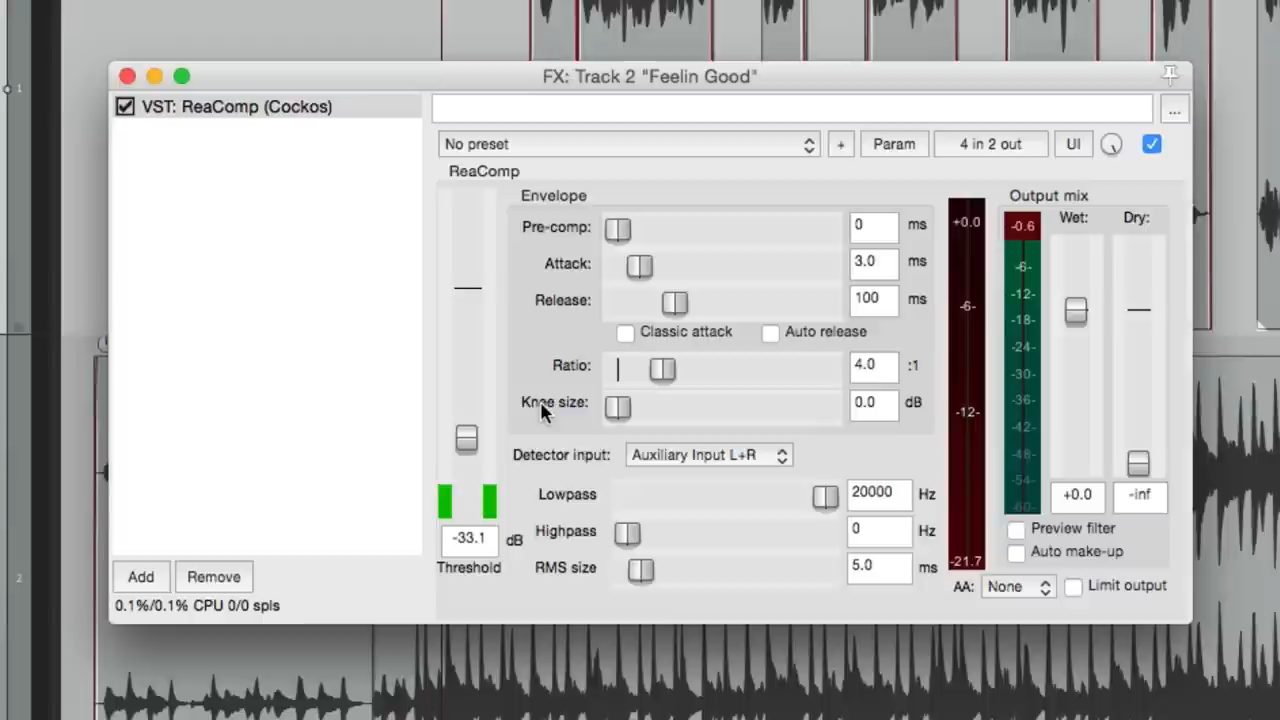 FX: Track 2 "Feelin Good"
VST: ReaComp (Cockos)
...
No preset
+
Param
4 in 2 out
UI
ReaComp
Envelope
Pre-comp: 0 ms
Attack: 3.0 ms
Release: 100 ms
Classic attack Auto release
Ratio: 4.0 :1
Knee size: 0.0 dB
Detector input: Auxiliary Input L+R
Lowpass 20000 Hz
Highpass 0 Hz
RMS size 5.0 ms
-33.1 dB
Threshold
+0.0
-6-
-12-
-21.7
Output mix
Wet: Dry:
-0.6
-6-
-12-
-18-
-24-
-30-
-36-
-42-
-48-
-54-
-60-
+0.0 -inf
Preview filter
Auto make-up
AA: None Limit output
Add Remove
0.1%/0.1% CPU 0/0 spls
1
2